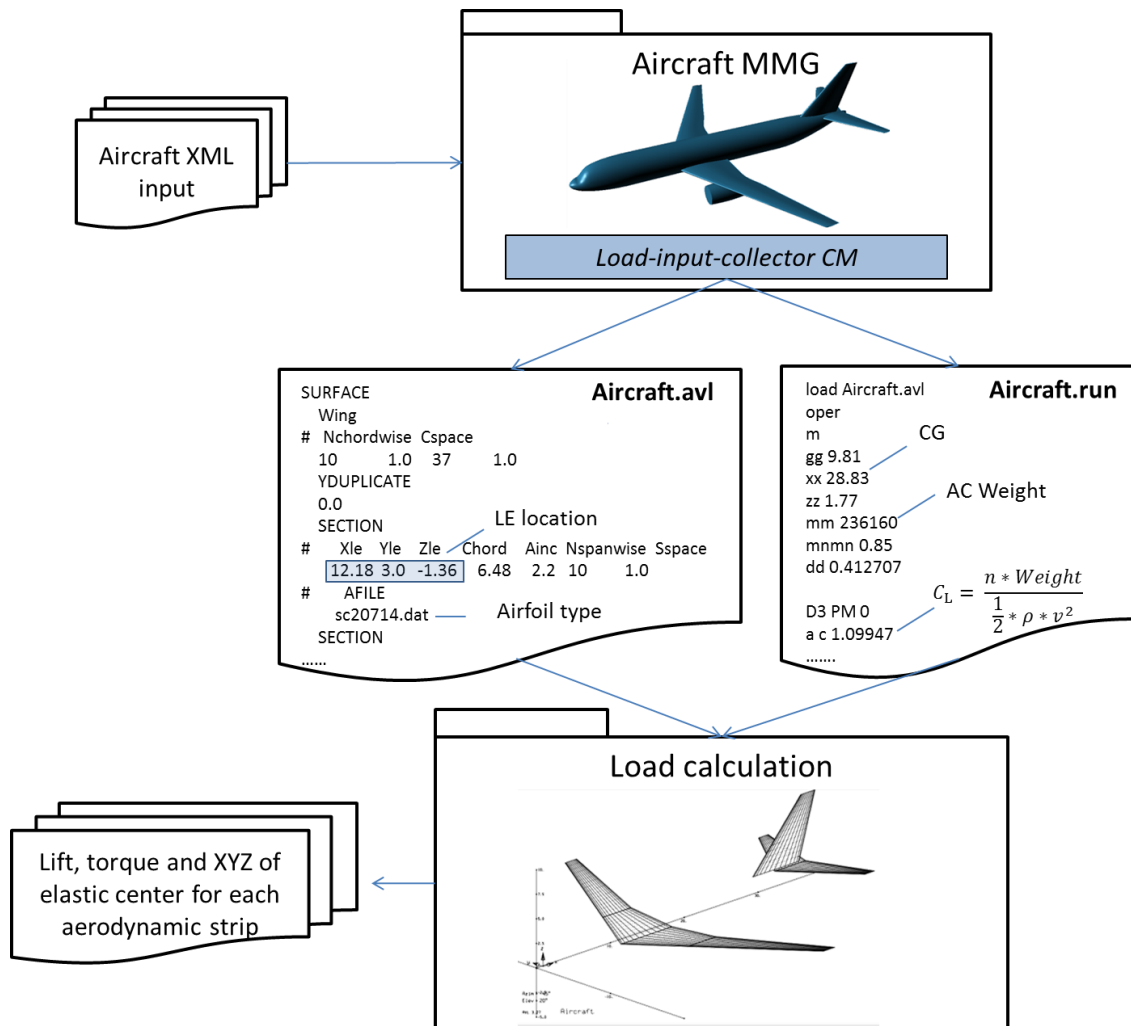 Aircraft MMG
Aircraft XML
input
Load-input-collector CM
Aircraft.avl
SURFACE
Wing
# Nchordwise Cspace
10 1.0 37 1.0
YDUPLICATE
0.0
SECTION
LE location
# Xle Yle Zle Chord Ainc Nspanwise Sspace
12.18 3.0 -1.36 6.48 2.2 10 1.0
# AFILE
sc20714.dat
Airfoil type
SECTION
......
Aircraft.run
load Aircraft.avl
oper
m
CG
gg 9.81
xx 28.83
zz 1.77
AC Weight
mm 236160
mnmn 0.85
dd 0.412707
D3 PM 0
a c 1.09947
.......
C_L = \frac{n * Weight}{\frac{1}{2} * ρ * v^2}
Load calculation
Aircraft
Lift, torque and XYZ of
elastic center for each
aerodynamic strip